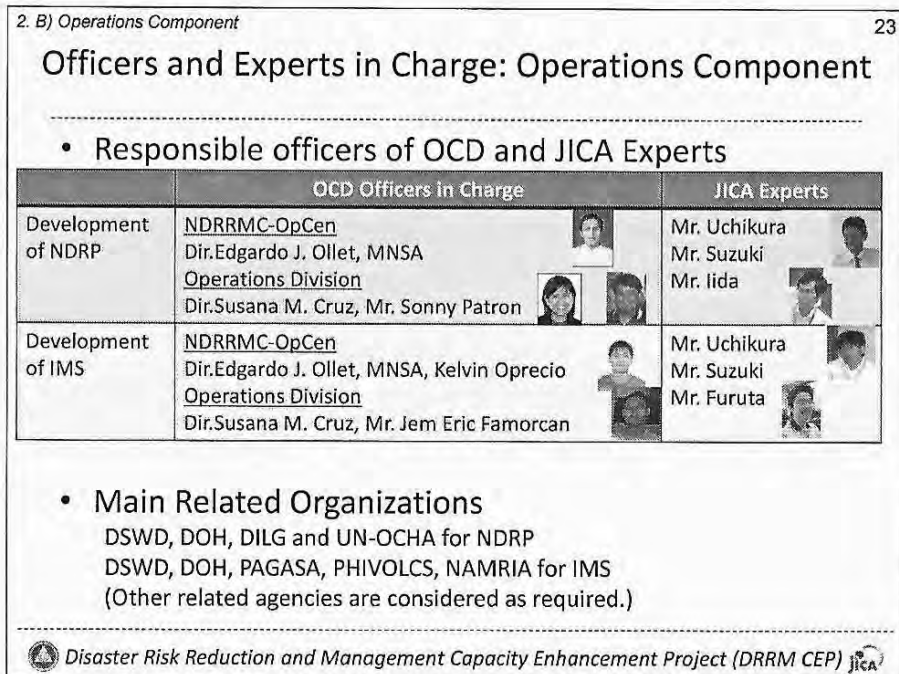 2. B) Operations Component
23
Officers and Experts in Charge: Operations Component
• Responsible officers of OCD and JICA Experts
OCD Officers in Charge
JICA Experts
Development
of NDRP
NDRRMC-OpCen
Dir.Edgardo J. Ollet, MNSA
Operations Division
Dir.Susana M. Cruz, Mr. Sonny Patron
Mr. Uchikura
Mr. Suzuki
Mr. Iida
Development
of IMS
NDRRMC-OpCen
Dir.Edgardo J. Ollet, MNSA, Kelvin Oprecio
Operations Division
Dir.Susana M. Cruz, Mr. Jem Eric Famorcan
Mr. Uchikura
Mr. Suzuki
Mr. Furuta
• Main Related Organizations
DSWD, DOH, DILG and UN-OCHA for NDRP
DSWD, DOH, PAGASA, PHIVOLCS, NAMRIA for IMS
(Other related agencies are considered as required.)
Disaster Risk Reduction and Management Capacity Enhancement Project (DRRM CEP)
jICA